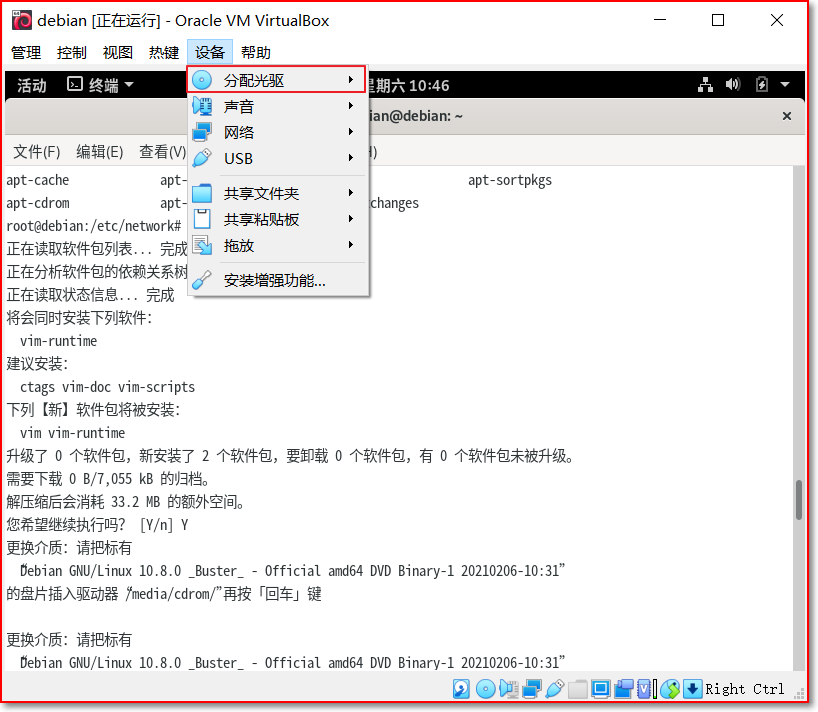 debian [正在运行] - Oracle VM VirtualBox
管理 控制 视图 热键 设备 帮助
活动 终端 星期六 10:46
ian@debian: ~
文件(F) 编辑(E) 查看(V) H)
分配光驱
声音
网络
USB
共享文件夹
共享粘贴板
拖放
安装增强功能...
apt-cache apt- apt-sortpkgs
apt-cdrom apt- changes
root@debian:/etc/network#
正在读取软件包列表... 完成
正在分析软件包的依赖关系树
正在读取状态信息... 完成
将会同时安装下列软件：
vim-runtime
建议安装：
ctags vim-doc vim-scripts
下列【新】软件包将被安装：
vim vim-runtime
升级了 0 个软件包，新安装了 2 个软件包，要卸载 0 个软件包，有 0 个软件包未被升级。
需要下载 0 B/7,055 kB 的归档。
解压缩后会消耗 33.2 MB 的额外空间。
您希望继续执行吗？ [Y/n] Y
更换介质：请把标有
“Debian GNU/Linux 10.8.0 _Buster_ - Official amd64 DVD Binary-1 20210206-10:31”
的盘片插入驱动器“/media/cdrom/”再按「回车」键
更换介质：请把标有
“Debian GNU/Linux 10.8.0 _Buster_ - Official amd64 DVD Binary-1 20210206-10:31”
Right Ctrl